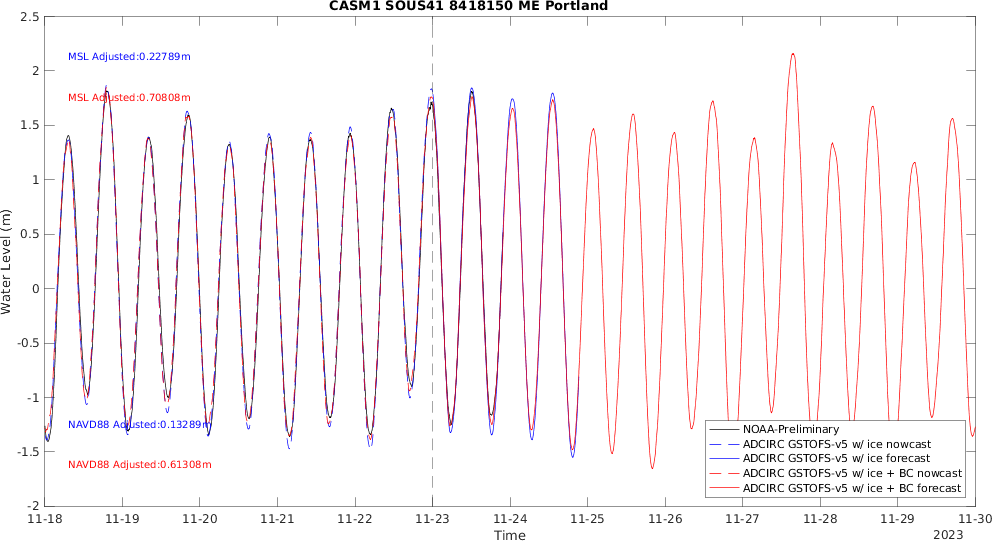 CASM1 SOUS41 8418150 ME Portland
2.5
2
1.5
1
0.5
0
-0.5
-1
-1.5
-2
Water Level (m)
MSL Adjusted:0.22789m
MSL Adjusted:0.70808m
NAVD88 Adjusted:0.13289m
NAVD88 Adjusted:0.61308m
NOAA-Preliminary
ADCIRC GSTOFS-v5 w/ ice nowcast
ADCIRC GSTOFS-v5 w/ ice forecast
ADCIRC GSTOFS-v5 w/ ice + BC nowcast
ADCIRC GSTOFS-v5 w/ ice + BC forecast
11-18 11-19 11-20 11-21 11-22 11-23 11-24 11-25 11-26 11-27 11-28 11-29 11-30
Time
2023